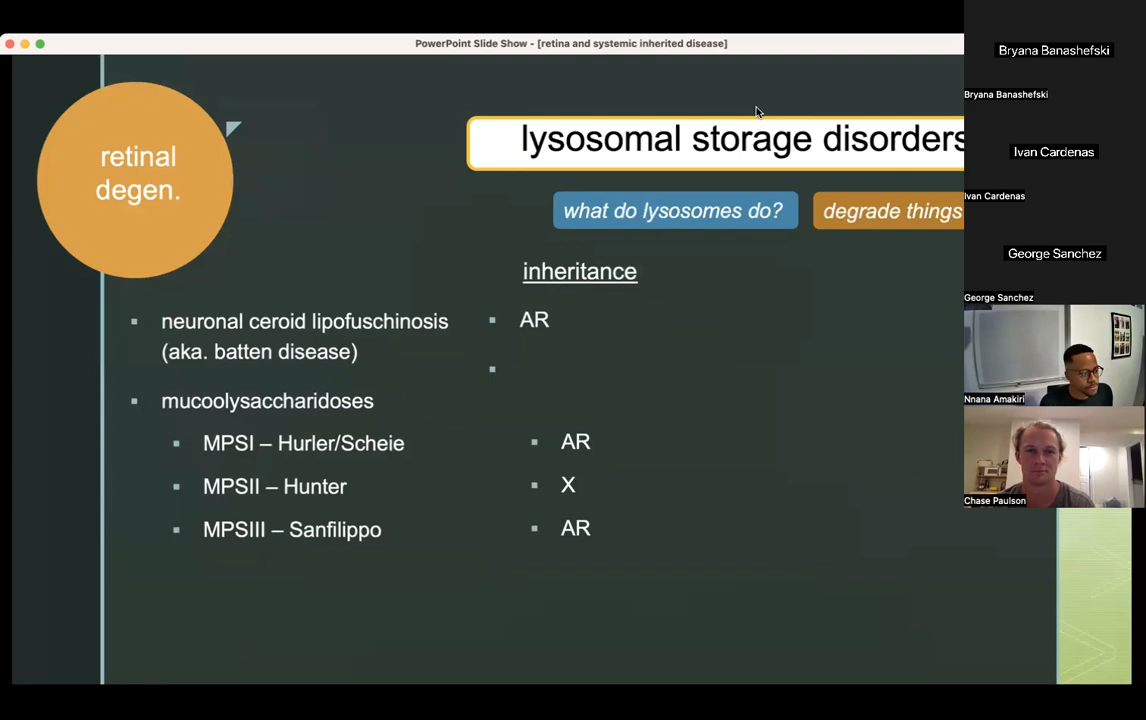 PowerPoint Slide Show - [retina and systemic inherited disease]
retinal
degen.
lysosomal storage disorders
what do lysosomes do?
degrade things
inheritance
neuronal ceroid lipofuschinosis
(aka. batten disease)
AR
mucoolysaccharidoses
MPSI – Hurler/Scheie
AR
MPSII – Hunter
X
MPSIII – Sanfilippo
AR
Bryana Banashefski
Bryana Banashefski
Ivan Cardenas
Ivan Cardenas
George Sanchez
George Sanchez
Nnana Amakiri
Chase Paulson